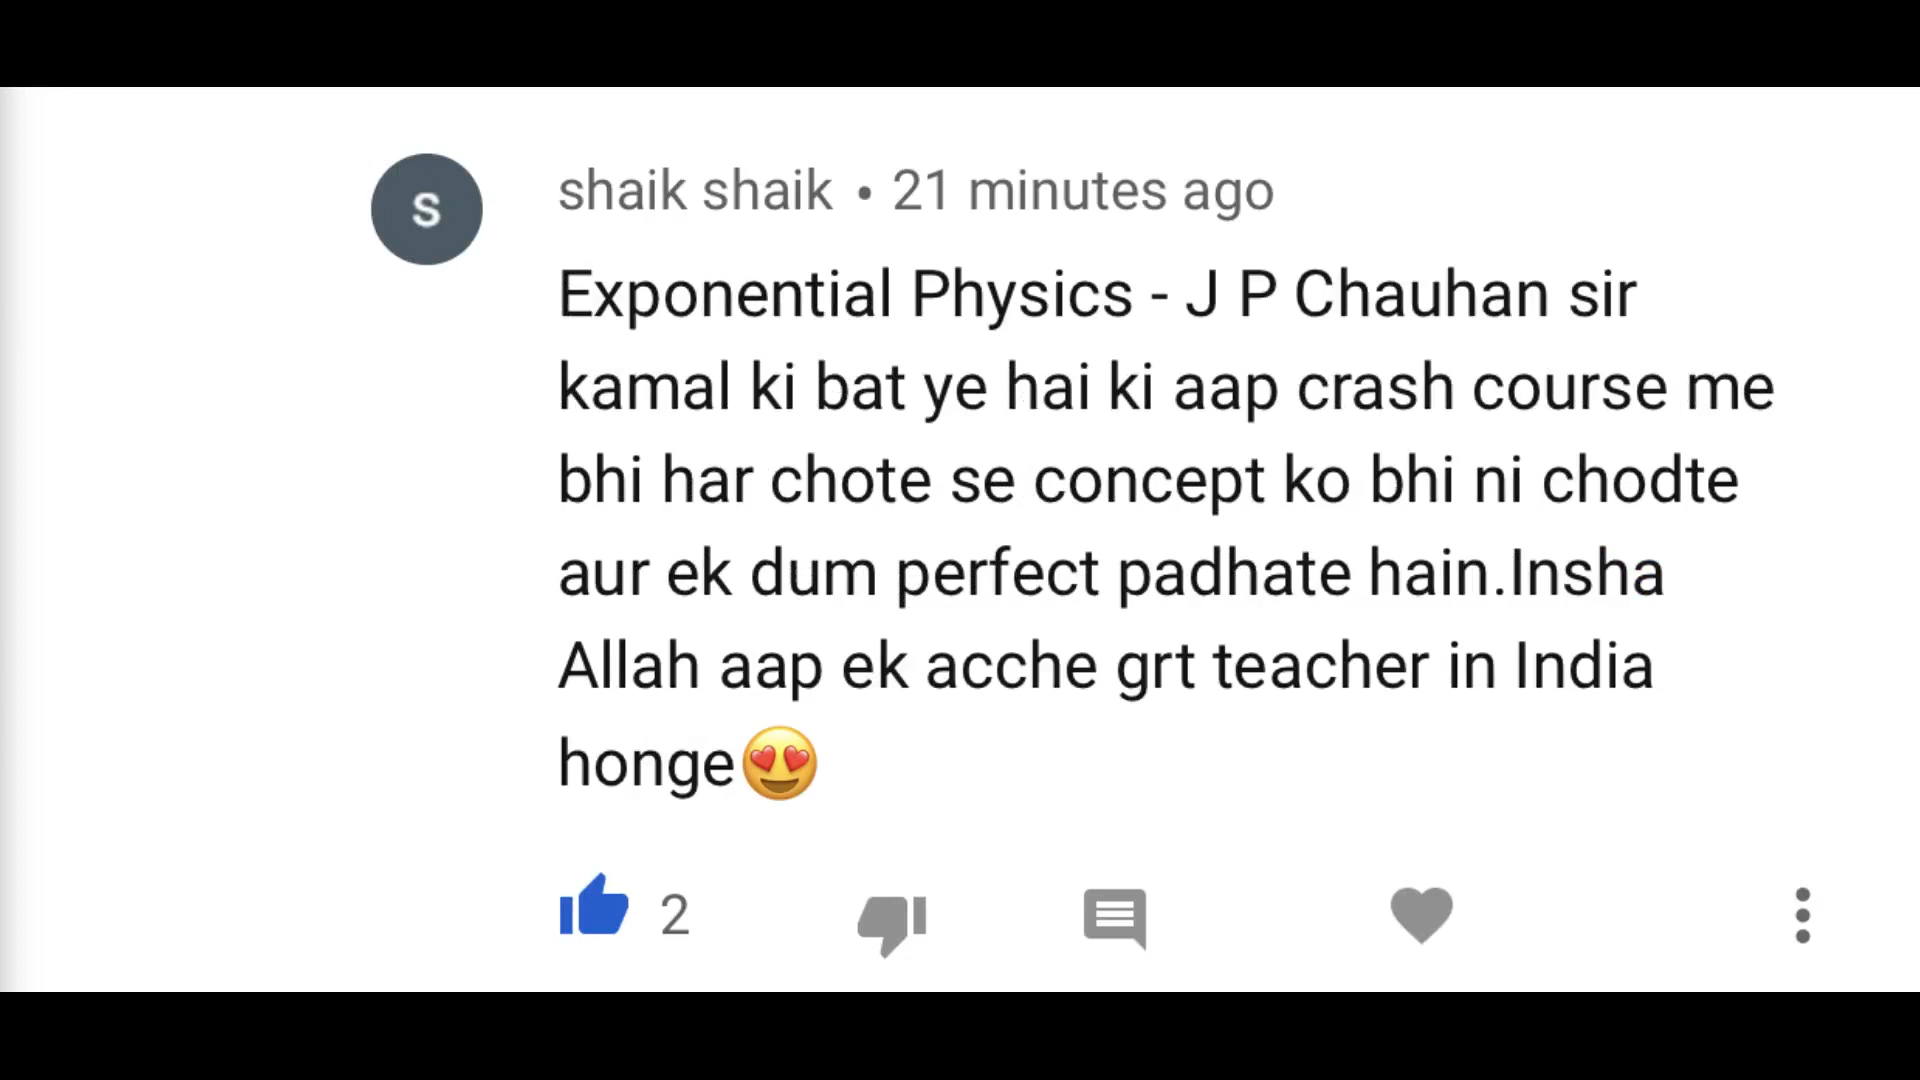 S
shaik shaik • 21 minutes ago
Exponential Physics - J P Chauhan sir
kamal ki bat ye hai ki aap crash course me
bhi har chote se concept ko bhi ni chodte
aur ek dum perfect padhate hain.Insha
Allah aap ek acche grt teacher in India
honge😍
2